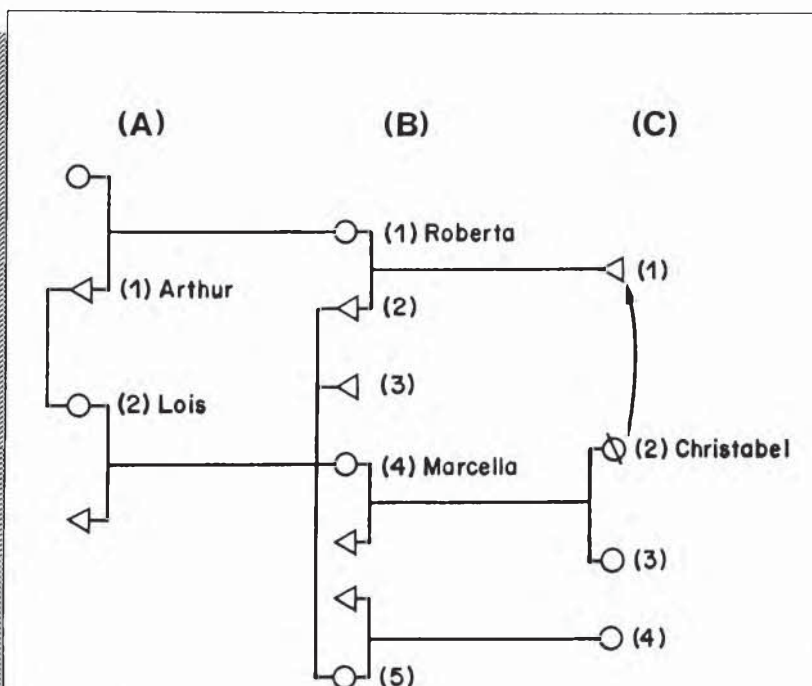 (A) (B) (C)
(1) Roberta
(1)
(1) Arthur
(2)
(3)
(2) Lois
(2) Christabel
(4) Marcella
(3)
(4)
(5)